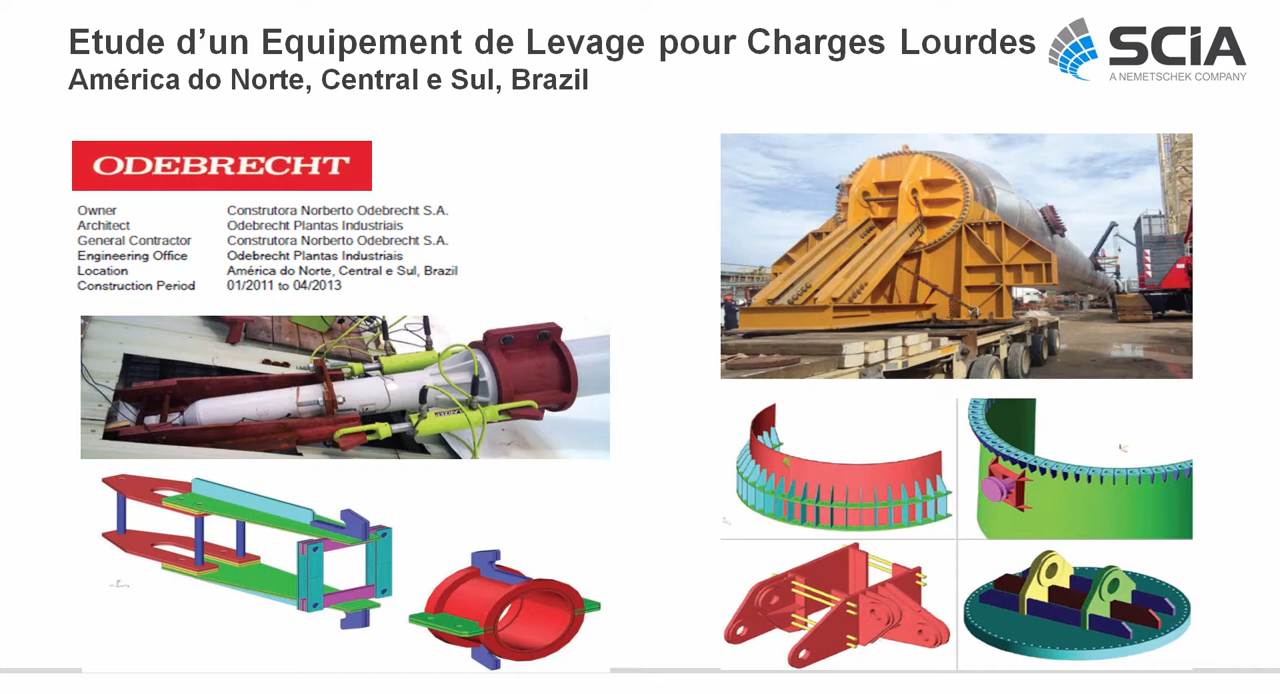 Etude d’un Equipement de Levage pour Charges Lourdes
América do Norte, Central e Sul, Brazil
SCiA
A NEMETSCHEK COMPANY
ODEBRECHT
Owner Construtora Norberto Odebrecht S.A.
Architect Odebrecht Plantas Industriais
General Contractor Construtora Norberto Odebrecht S.A.
Engineering Office Odebrecht Plantas Industriais
Location América do Norte, Central e Sul, Brazil
Construction Period 01/2011 to 04/2013